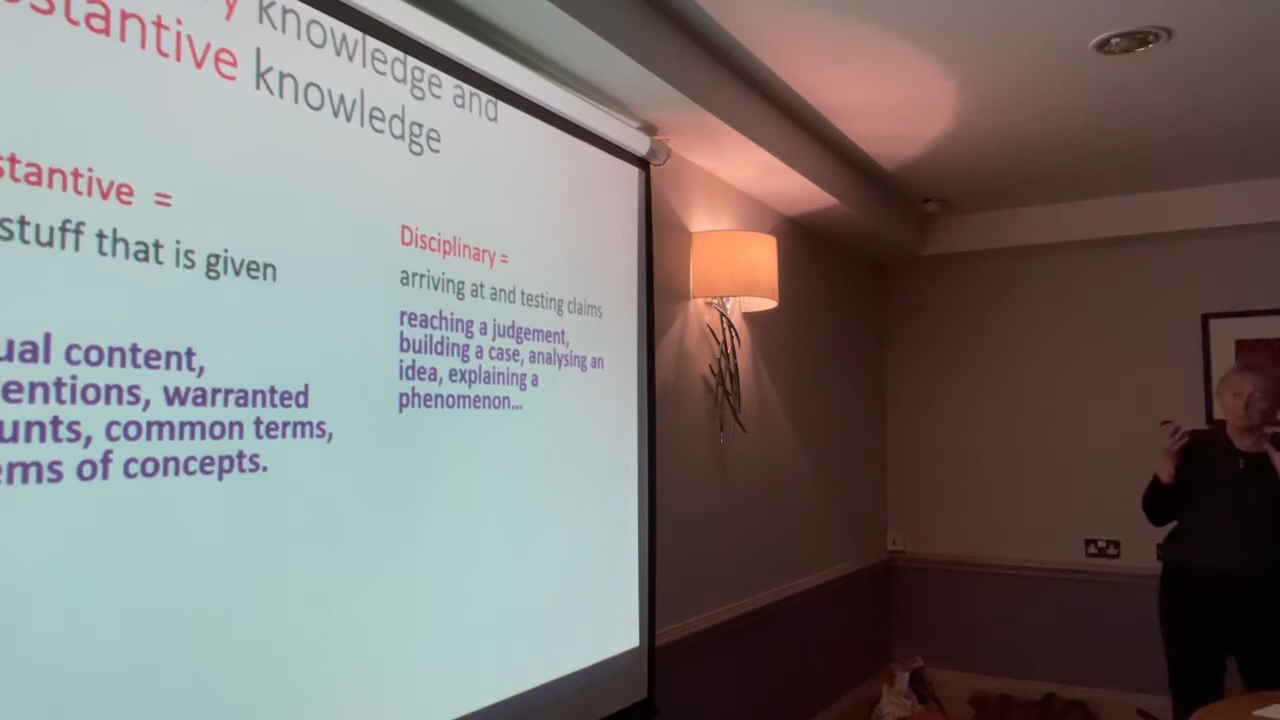 knowledge and
stantive knowledge
stantive =
stuff that is given
ual content,
entions, warranted
unts, common terms,
ems of concepts.
Disciplinary =
arriving at and testing claims
reaching a judgement,
building a case, analysing an
idea, explaining a
phenomenon...